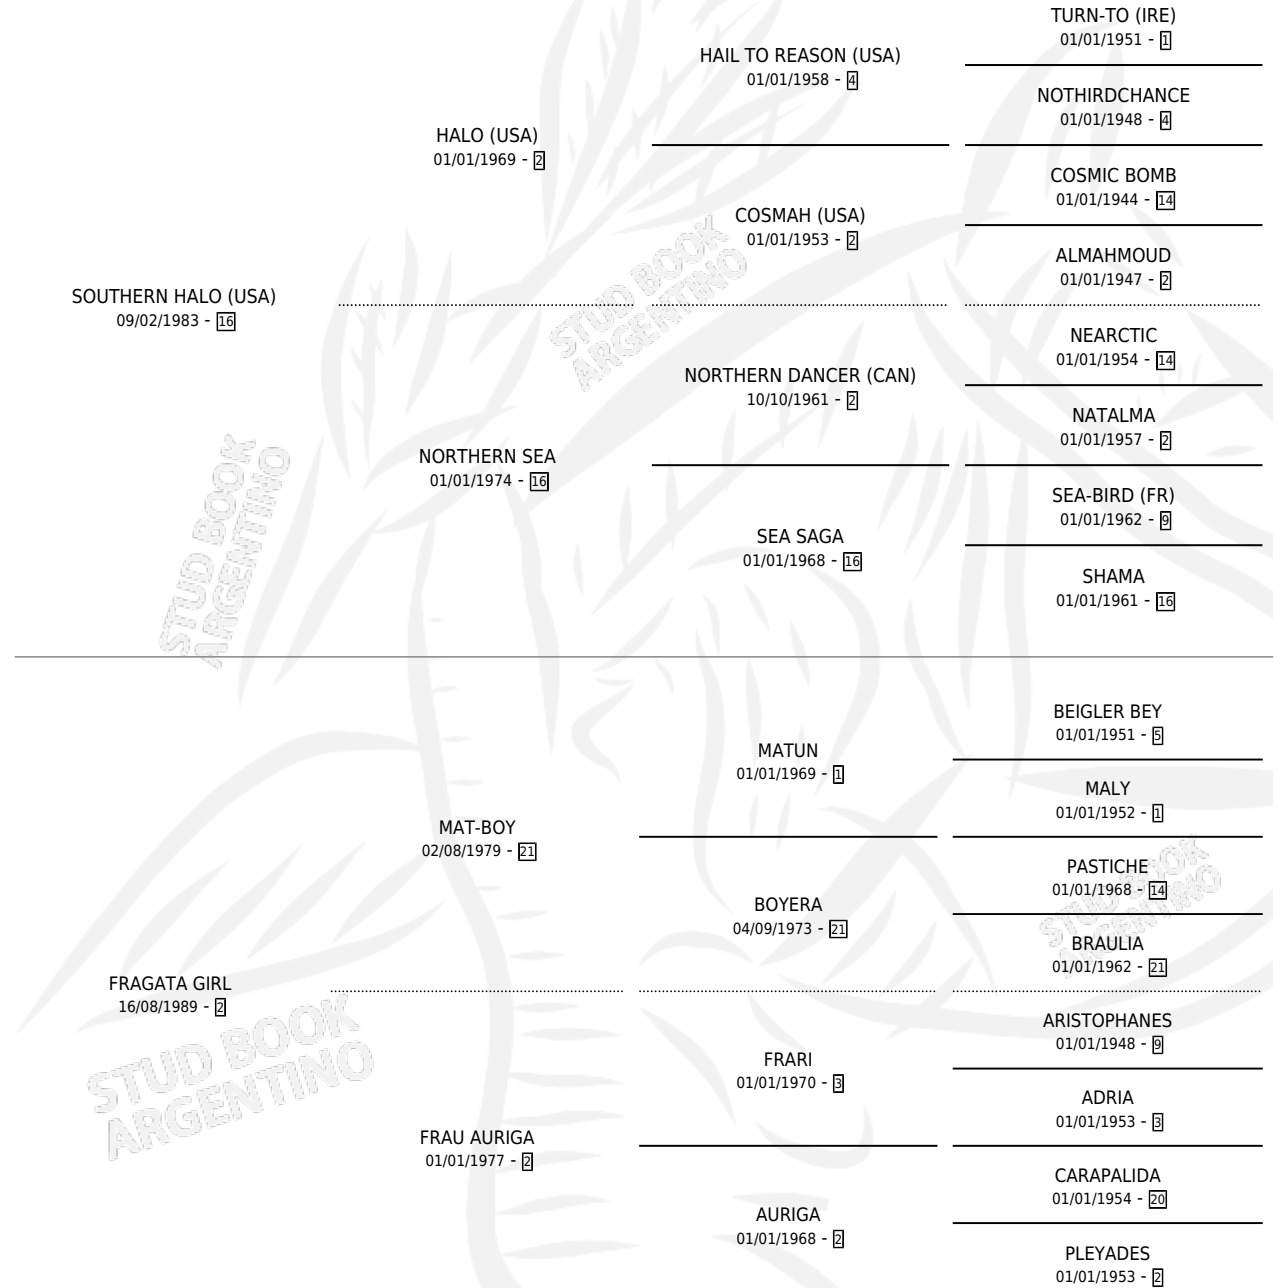 TURN-TO (IRE)
01/01/1951 - 1
HAIL TO REASON (USA)
01/01/1958 - 4
NOTHIRDCHANCE
01/01/1948 - 4
HALO (USA)
01/01/1969 - 2
COSMIC BOMB
01/01/1944 - 14
COSMAH (USA)
01/01/1953 - 2
ALMAHMOUD
01/01/1947 - 2
SOUTHERN HALO (USA)
09/02/1983 - 16
NEARCTIC
01/01/1954 - 14
NORTHERN DANCER (CAN)
10/10/1961 - 2
NATALMA
01/01/1957 - 2
NORTHERN SEA
01/01/1974 - 16
SEA-BIRD (FR)
01/01/1962 - 9
SEA SAGA
01/01/1968 - 16
SHAMA
01/01/1961 - 16
BEIGLER BEY
01/01/1951 - 5
MATUN
01/01/1969 - 1
MALY
01/01/1952 - 1
MAT-BOY
02/08/1979 - 21
PASTICHE
01/01/1968 - 14
BOYERA
04/09/1973 - 21
BRAULIA
01/01/1962 - 21
FRAGATA GIRL
16/08/1989 - 2
ARISTOPHANES
01/01/1948 - 9
FRARI
01/01/1970 - 3
ADRIA
01/01/1953 - 3
FRAU AURIGA
01/01/1977 - 2
CARAPALIDA
01/01/1954 - 20
AURIGA
01/01/1968 - 2
PLEYADES
01/01/1953 - 2
STUD BOOK
ARGENTINO
STUD BOOK
ARGENTINO
STUD BOOK
ARGENTINO
STUD BOOK
ARGENTINO